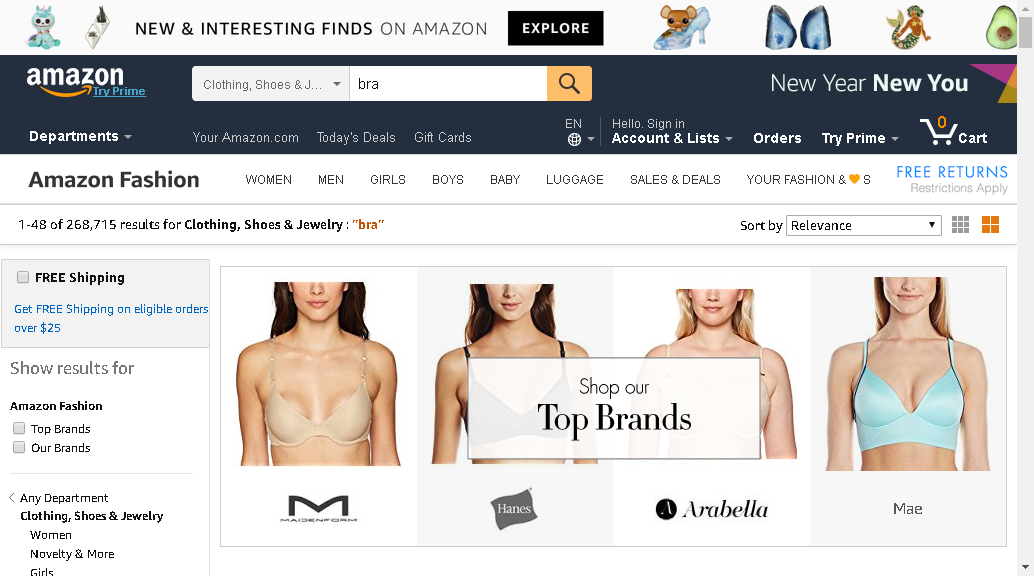 NEW & INTERESTING FINDS ON AMAZON EXPLORE
amazon
Try Prime
Clothing, Shoes & J...
bra
New Year New You
Departments
Your Amazon.com
Today's Deals
Gift Cards
EN
Hello. Sign in
Account & Lists
Orders
Try Prime
0
Cart
Amazon Fashion
WOMEN
MEN
GIRLS
BOYS
BABY
LUGGAGE
SALES & DEALS
YOUR FASHION & 🧡 S
FREE RETURNS
Restrictions Apply
1-48 of 268,715 results for Clothing, Shoes & Jewelry : "bra"
Sort by Relevance
FREE Shipping
Get FREE Shipping on eligible orders
over $25
Show results for
Amazon Fashion
Top Brands
Our Brands
Any Department
Clothing, Shoes & Jewelry
Women
Novelty & More
Girls
Shop our
Top Brands
MAIDENFORM
Hanes
A Arabella
Mae